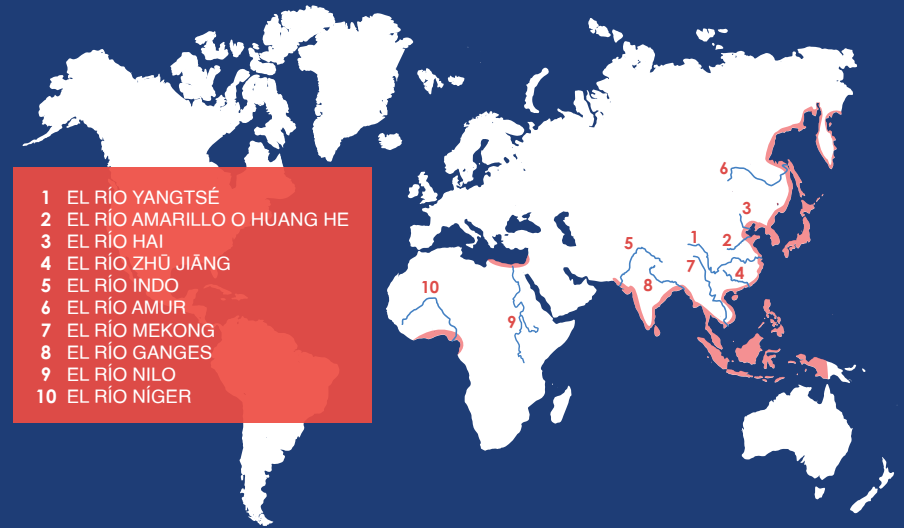 1 EL RÍO YANGTSÉ
2 EL RÍO AMARILLO O HUANG HE
3 EL RÍO HAI
4 EL RÍO ZHŪ JIĀNG
5 EL RÍO INDO
6 EL RÍO AMUR
7 EL RÍO MEKONG
8 EL RÍO GANGES
9 EL RÍO NILO
10 EL RÍO NÍGER
6
3
1
2
5
7
4
8
10
9